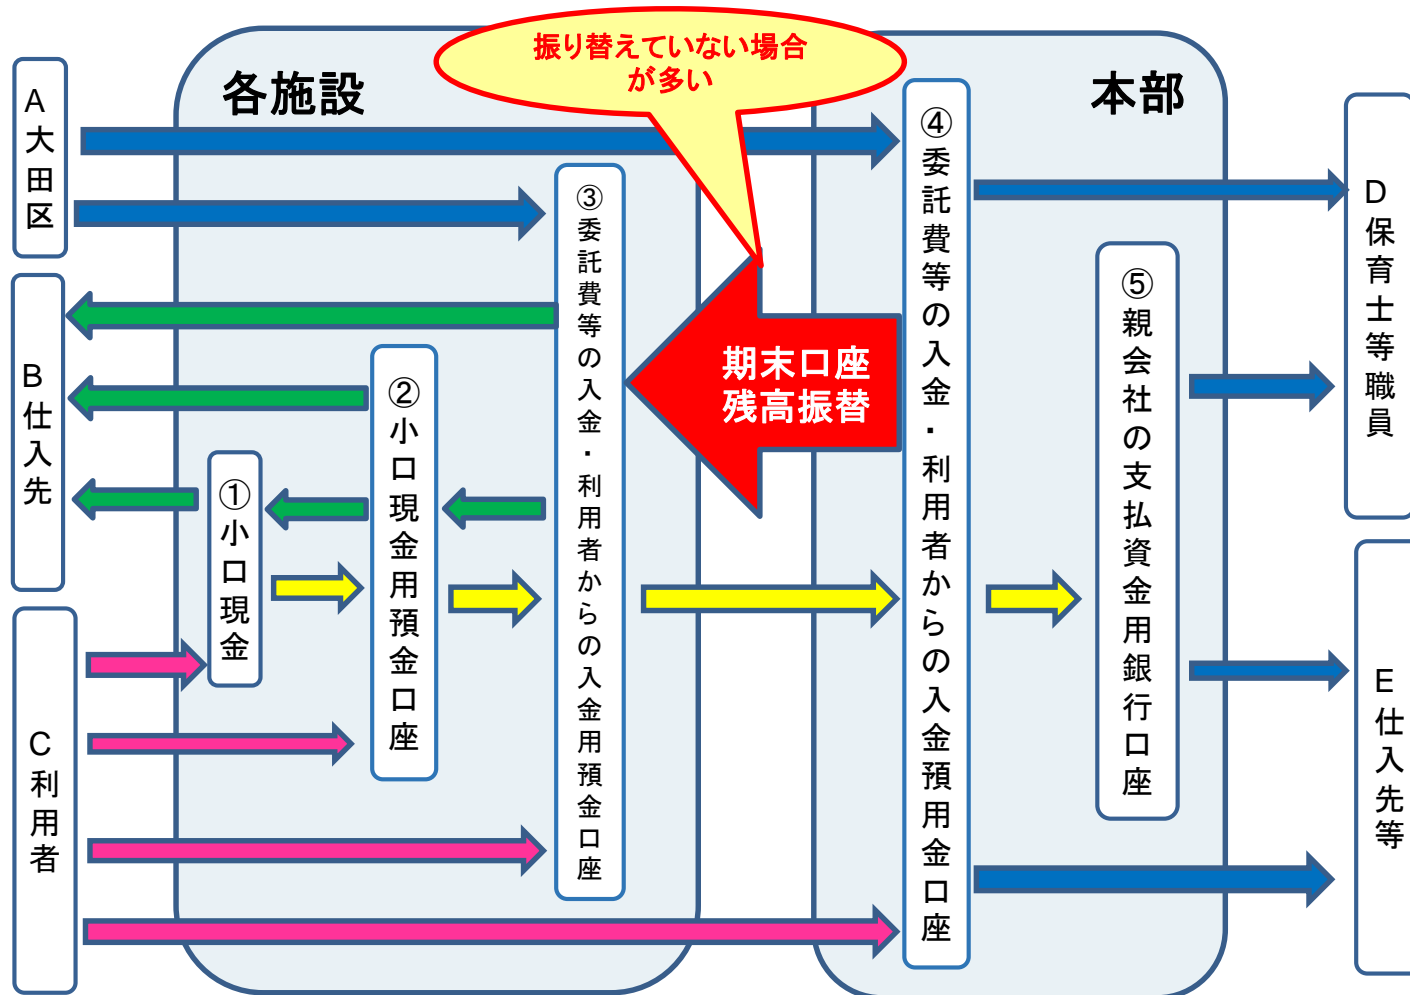 振り替えていない場合
が多い
各施設
本部
A大田区
B仕入先
C利用者
①小口現金
②小口現金用預金口座
③委託費等の入金・利用者からの入金用預金口座
期末口座
残高振替
④委託費等の入金・利用者からの入金預用金口座
⑤親会社の支払資金用銀行口座
D保育士等職員
E仕入先等